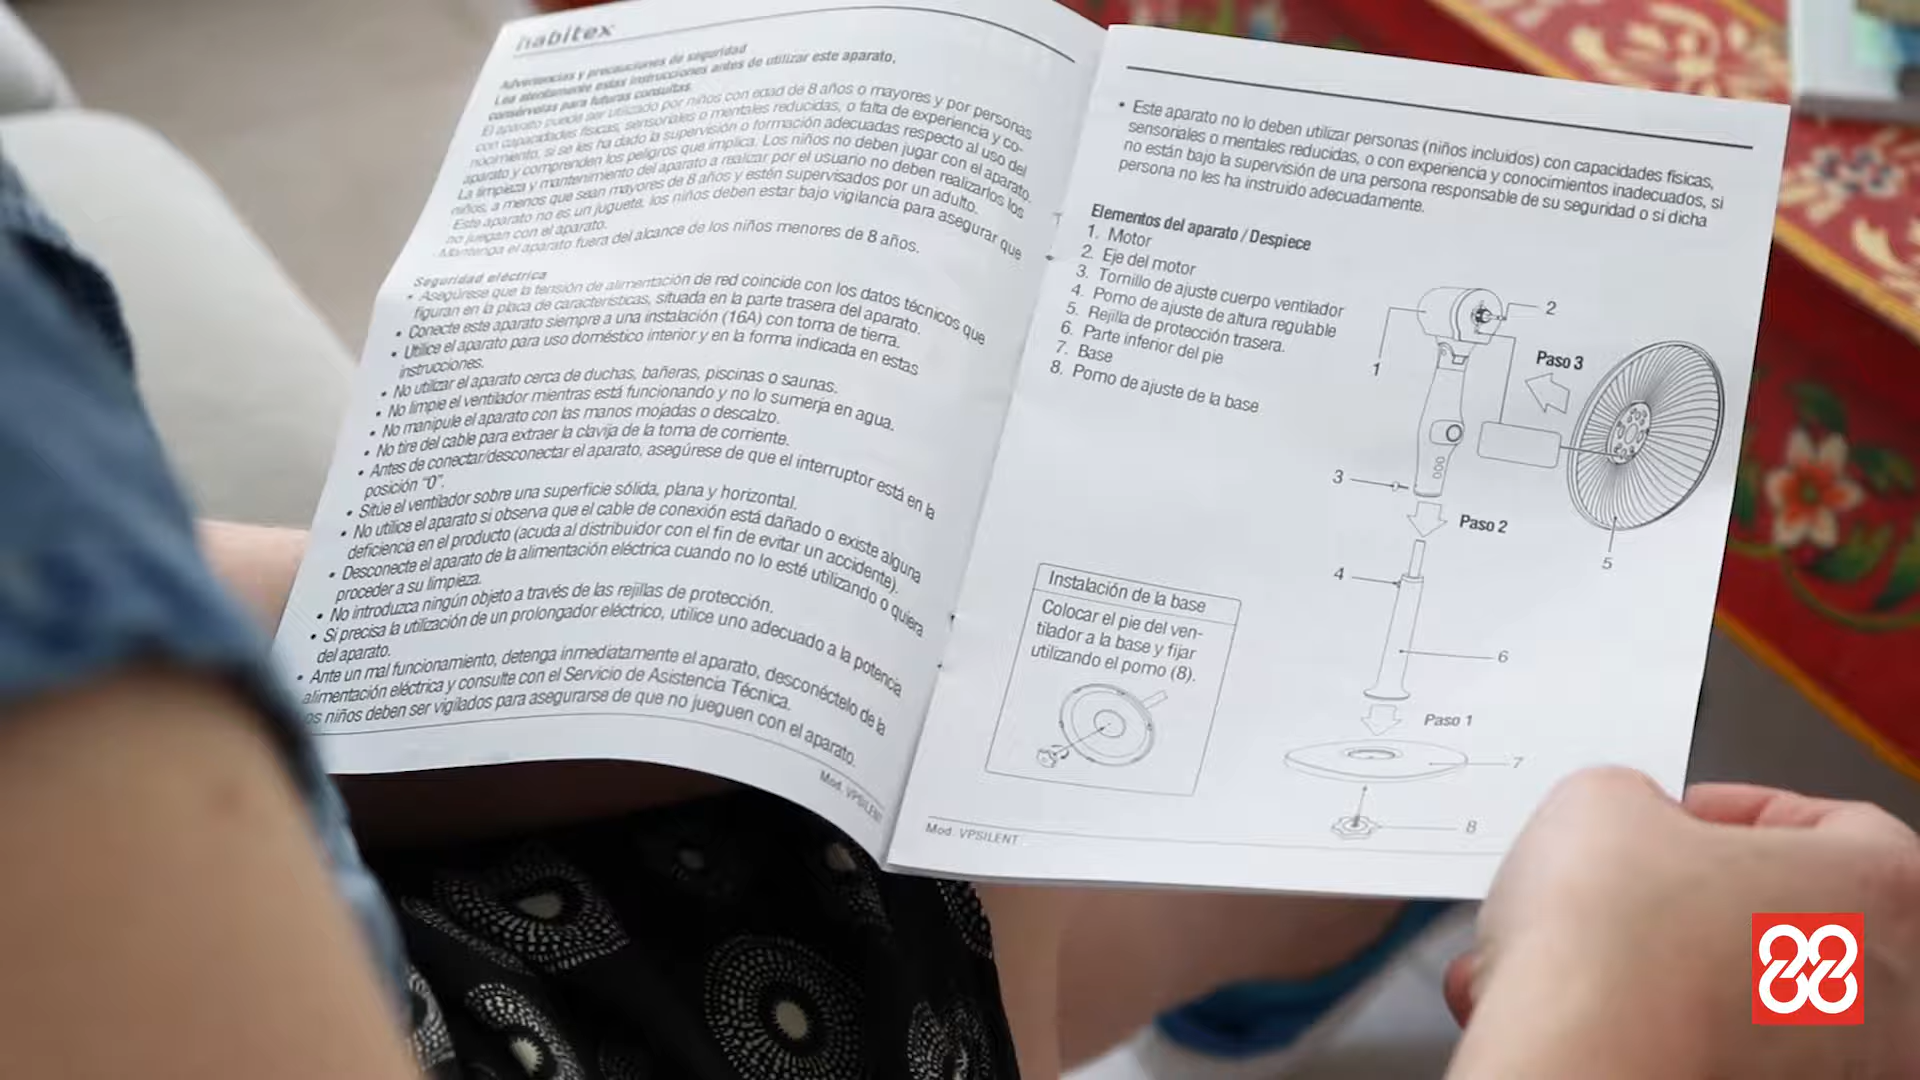 habitex
Advertencias y precauciones de seguridad
Lea atentamente estas instrucciones antes de utilizar este aparato,
consérvelas para futuras consultas.
El aparato puede ser utilizado por niños con edad de 8 años o mayores y por personas
con capacidades físicas, sensoriales o mentales reducidas, o falta de experiencia y co-
nocimiento, si se les ha dado la supervisión o formación adecuadas respecto al uso del
aparato y comprenden los peligros que implica. Los niños no deben jugar con el aparato.
La limpieza y mantenimiento del aparato a realizar por el usuario no deben realizarlos los
niños, a menos que sean mayores de 8 años y estén supervisados por un adulto.
Este aparato no es un juguete, los niños deben estar bajo vigilancia para asegurar que
no juegan con el aparato.
Mantenga el aparato fuera del alcance de los niños menores de 8 años.
Seguridad eléctrica
• Asegúrese que la tensión de alimentación de red coincide con los datos técnicos que
figuran en la placa de características, situada en la parte trasera del aparato.
• Conecte este aparato siempre a una instalación (16A) con toma de tierra.
• Utilice el aparato para uso doméstico interior y en la forma indicada en estas
instrucciones.
• No utilizar el aparato cerca de duchas, bañeras, piscinas o saunas.
• No limpie el ventilador mientras está funcionando y no lo sumerja en agua.
• No manipule el aparato con las manos mojadas o descalzo.
• No tire del cable para extraer la clavija de la toma de corriente.
• Antes de conectar/desconectar el aparato, asegúrese de que el interruptor está en la
posición "0".
• Sitúe el ventilador sobre una superficie sólida, plana y horizontal.
• No utilice el aparato si observa que el cable de conexión está dañado o existe alguna
deficiencia en el producto (acuda al distribuidor con el fin de evitar un accidente).
• Desconecte el aparato de la alimentación eléctrica cuando no lo esté utilizando o quiera
proceder a su limpieza.
• No introduzca ningún objeto a través de las rejillas de protección.
• Si precisa la utilización de un prolongador eléctrico, utilice uno adecuado a la potencia
del aparato.
• Ante un mal funcionamiento, detenga inmediatamente el aparato, desconéctelo de la
alimentación eléctrica y consulte con el Servicio de Asistencia Técnica.
os niños deben ser vigilados para asegurarse de que no jueguen con el aparato.
Mod. VPSILENT
• Este aparato no lo deben utilizar personas (niños incluidos) con capacidades físicas,
sensoriales o mentales reducidas, o con experiencia y conocimientos inadecuados, si
no están bajo la supervisión de una persona responsable de su seguridad o si dicha
persona no les ha instruido adecuadamente.
Elementos del aparato / Despiece
1. Motor
2. Eje del motor
3. Tornillo de ajuste cuerpo ventilador
4. Pomo de ajuste de altura regulable
5. Rejilla de protección trasera.
6. Parte inferior del pie
7. Base
8. Pomo de ajuste de la base
2
1
Paso 3
3
Paso 2
5
4
6
Paso 1
7
8
Instalación de la base
Colocar el pie del ven-
tilador a la base y fijar
utilizando el pomo (8).
Mod. VPSILENT